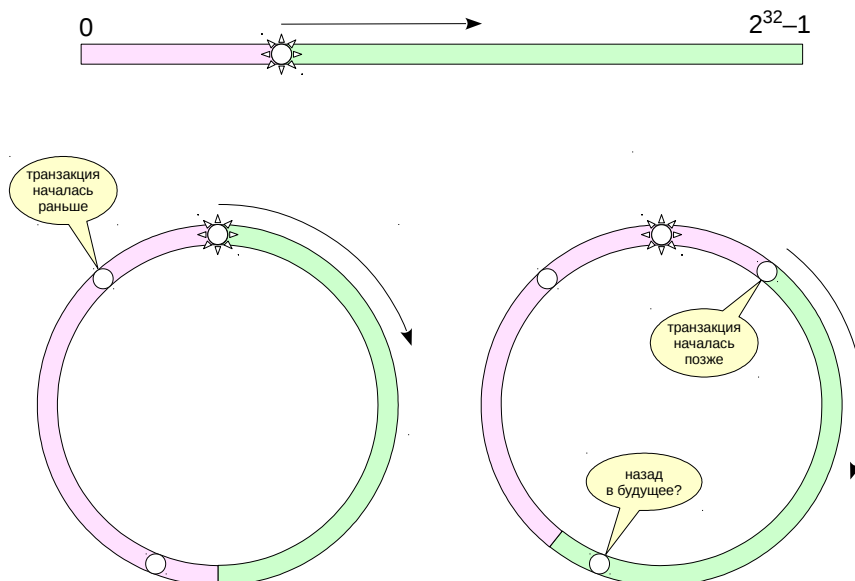 0
2³²–1
транзакция
началась
раньше
транзакция
началась
позже
назад
в будущее?